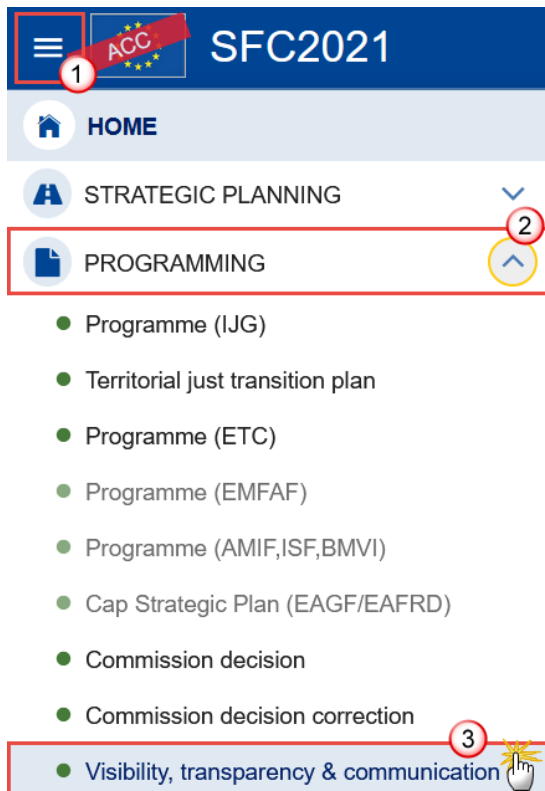 ACC SFC2021
1
HOME
STRATEGIC PLANNING
2
PROGRAMMING
Programme (IJG)
Territorial just transition plan
Programme (ETC)
Programme (EMFAF)
Programme (AMIF,ISF,BMVI)
Cap Strategic Plan (EAGF/EAFRD)
Commission decision
Commission decision correction
3
Visibility, transparency & communication